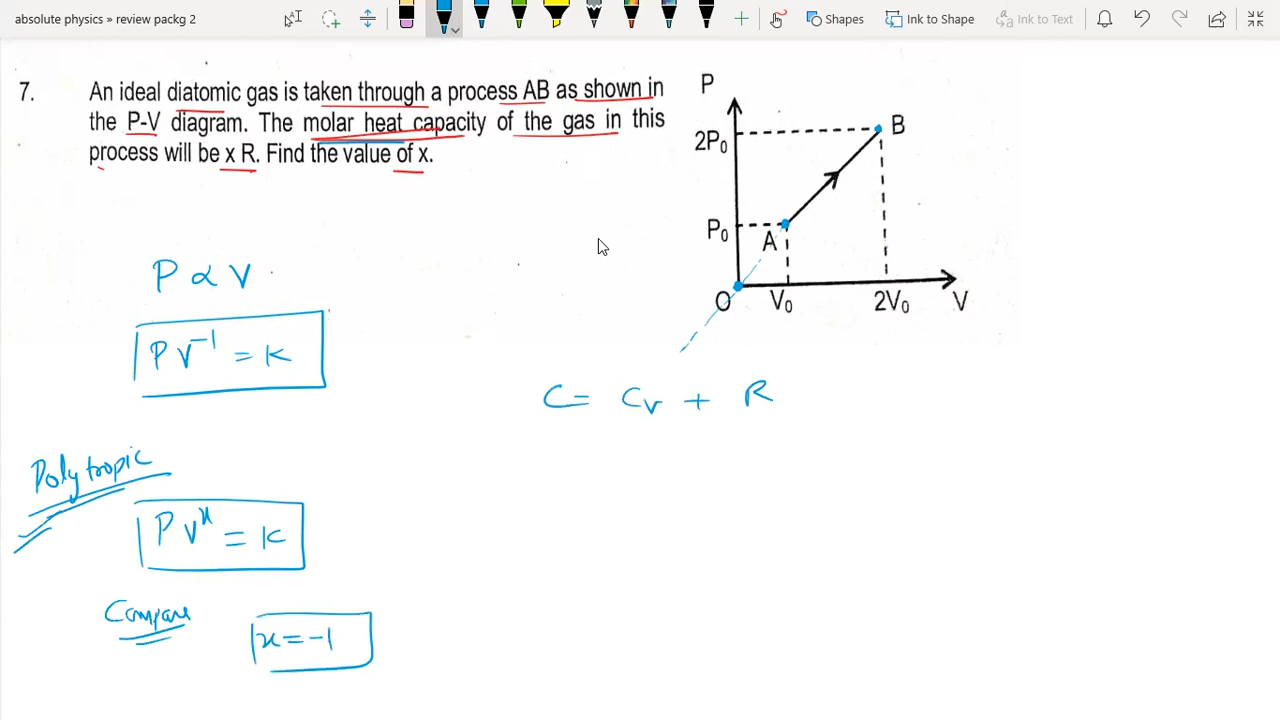 absolute physics » review packg 2
Shapes
Ink to Shape
Ink to Text
7. An ideal diatomic gas is taken through a process AB as shown in
the P-V diagram. The molar heat capacity of the gas in this
process will be x R. Find the value of x.
P
2P₀
B
P₀
A
O
V₀
2V₀
V
P ∝ V
PV⁻¹ = K
C = Cᵥ + R
Polytropic
PVˣ = K
Compare
x = -1